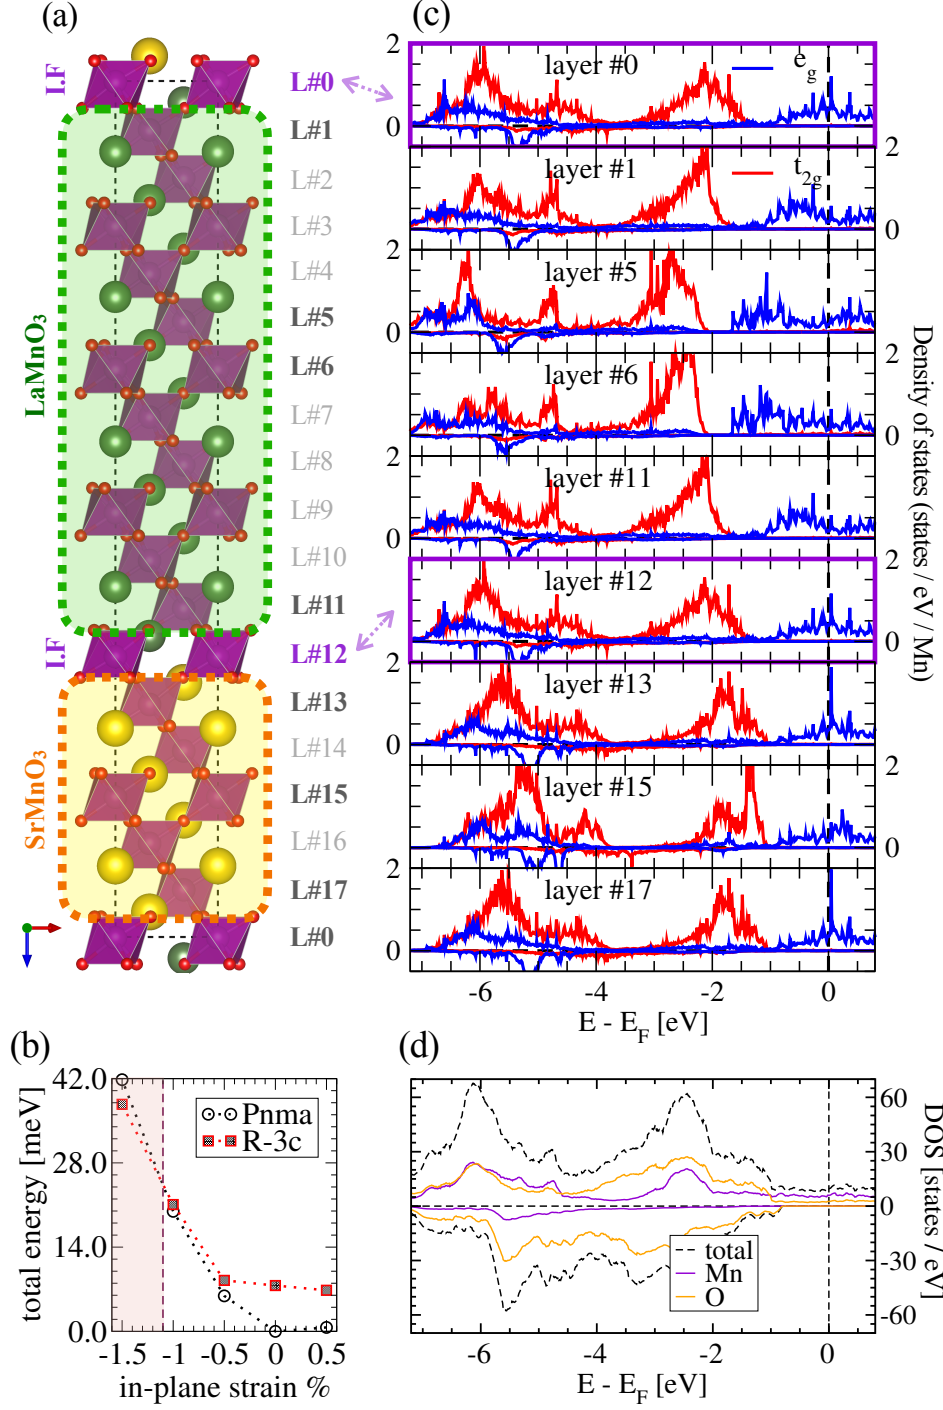 (a)
I.F
L#0
L#1
L#2
L#3
L#4
L#5
L#6
L#7
L#8
L#9
L#10
L#11
I.F
L#12
L#13
L#14
L#15
L#16
L#17
L#0
LaMnO3
SrMnO3
(c)
2
0
layer #0
eg
2
0
layer #1
t2g
2
0
layer #5
2
0
layer #6
2
0
layer #11
2
0
layer #12
2
0
layer #13
2
0
layer #15
2
0
layer #17
Density of states (states / eV / Mn)
-6 -4 -2 0
E - EF [eV]
(b)
42.0
28.0
14.0
0.0
total energy [meV]
Pnma
R-3c
-1.5 -1 -0.5 0 0.5
in-plane strain %
(d)
60
30
0
-30
-60
DOS [states / eV]
total
Mn
O
-6 -4 -2 0
E - EF [eV]